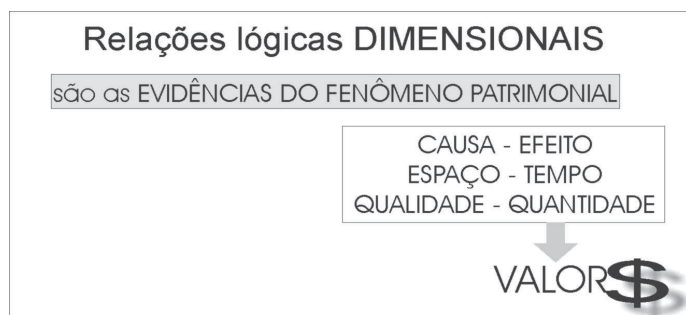 Relações lógicas DIMENSIONAIS
são as EVIDÊNCIAS DO FENÔMENO PATRIMONIAL
CAUSA - EFEITO
ESPAÇO - TEMPO
QUALIDADE - QUANTIDADE
VALOR$